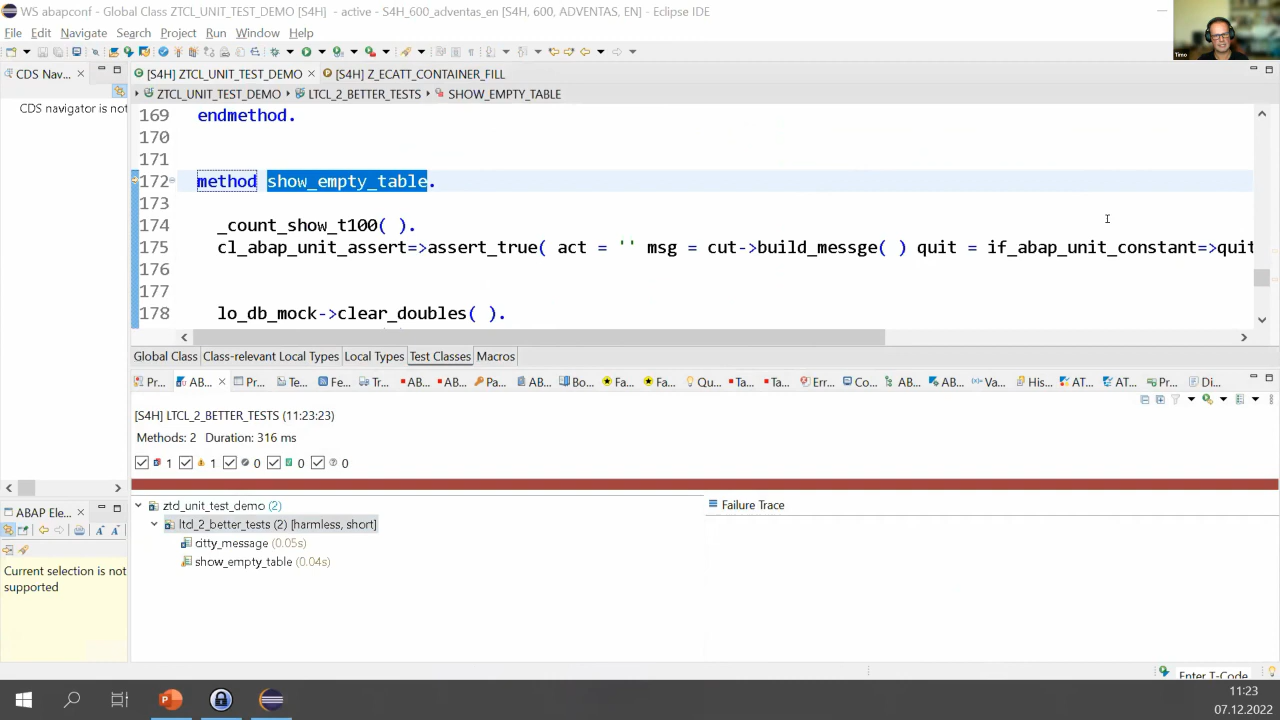 WS abapconf - Global Class ZTCL_UNIT_TEST_DEMO [S4H] - active - S4H_600_adventas_en [S4H, 600, ADVENTAS, EN] - Eclipse IDE
File Edit Navigate Search Project Run Window Help
Timo
CDS Nav...
[S4H] ZTCL_UNIT_TEST_DEMO
[S4H] Z_ECATT_CONTAINER_FILL
CDS navigator is not
ZTCL_UNIT_TEST_DEMO
LTCL_2_BETTER_TESTS
SHOW_EMPTY_TABLE
169 endmethod.
170
171
172 method show_empty_table.
173
174 _count_show_t100( ).
175 cl_abap_unit_assert=>assert_true( act = '' msg = cut->build_messge( ) quit = if_abap_unit_constant=>quit
176
177
178 lo_db_mock->clear_doubles( ).
Global Class Class-relevant Local Types Local Types Test Classes Macros
Pr... AB... Pr... Te... Fe... Tr... AB... AB... Pa... AB... Bo... Fa... Fa... Qu... Ta... Ta... Err... Co... AB... AB... Va... His... AT... AT... Pr... Di...
[S4H] LTCL_2_BETTER_TESTS (11:23:23)
Methods: 2 Duration: 316 ms
1 1 0 0 0
ztd_unit_test_demo (2)
ltd_2_better_tests (2) [harmless, short]
citty_message (0.05s)
show_empty_table (0.04s)
Failure Trace
ABAP Ele...
Current selection is not
supported
Enter T-Code
11:23
07.12.2022